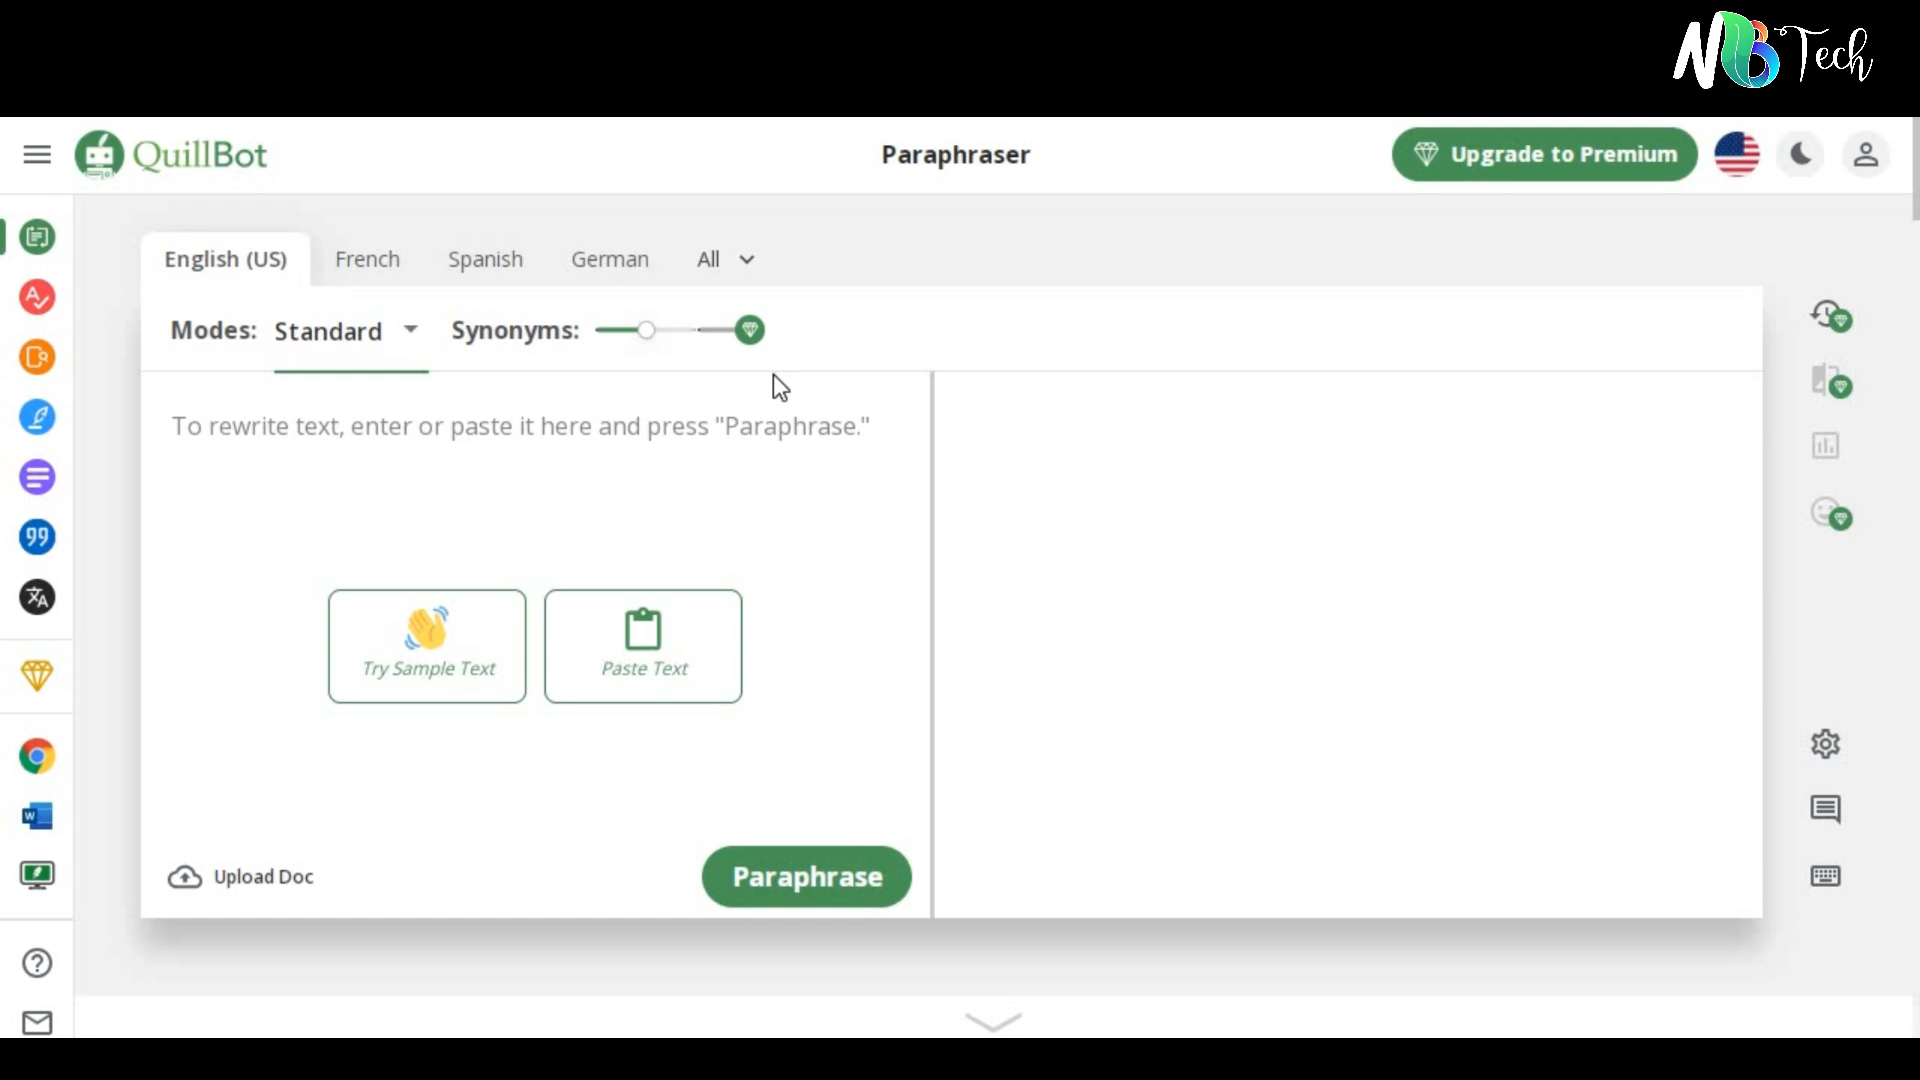 NB Tech
QuillBot
Paraphraser
Upgrade to Premium
English (US)
French
Spanish
German
All
Modes: Standard
Synonyms:
To rewrite text, enter or paste it here and press "Paraphrase."
Try Sample Text
Paste Text
Upload Doc
Paraphrase